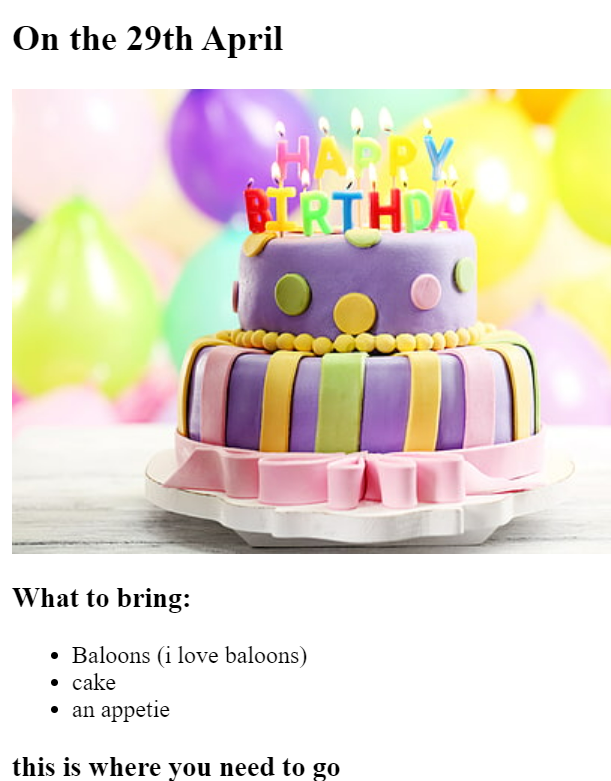 On the 29th April
HAPPY
BIRTHDAY
What to bring:
Baloons (i love baloons)
cake
an appetie
this is where you need to go